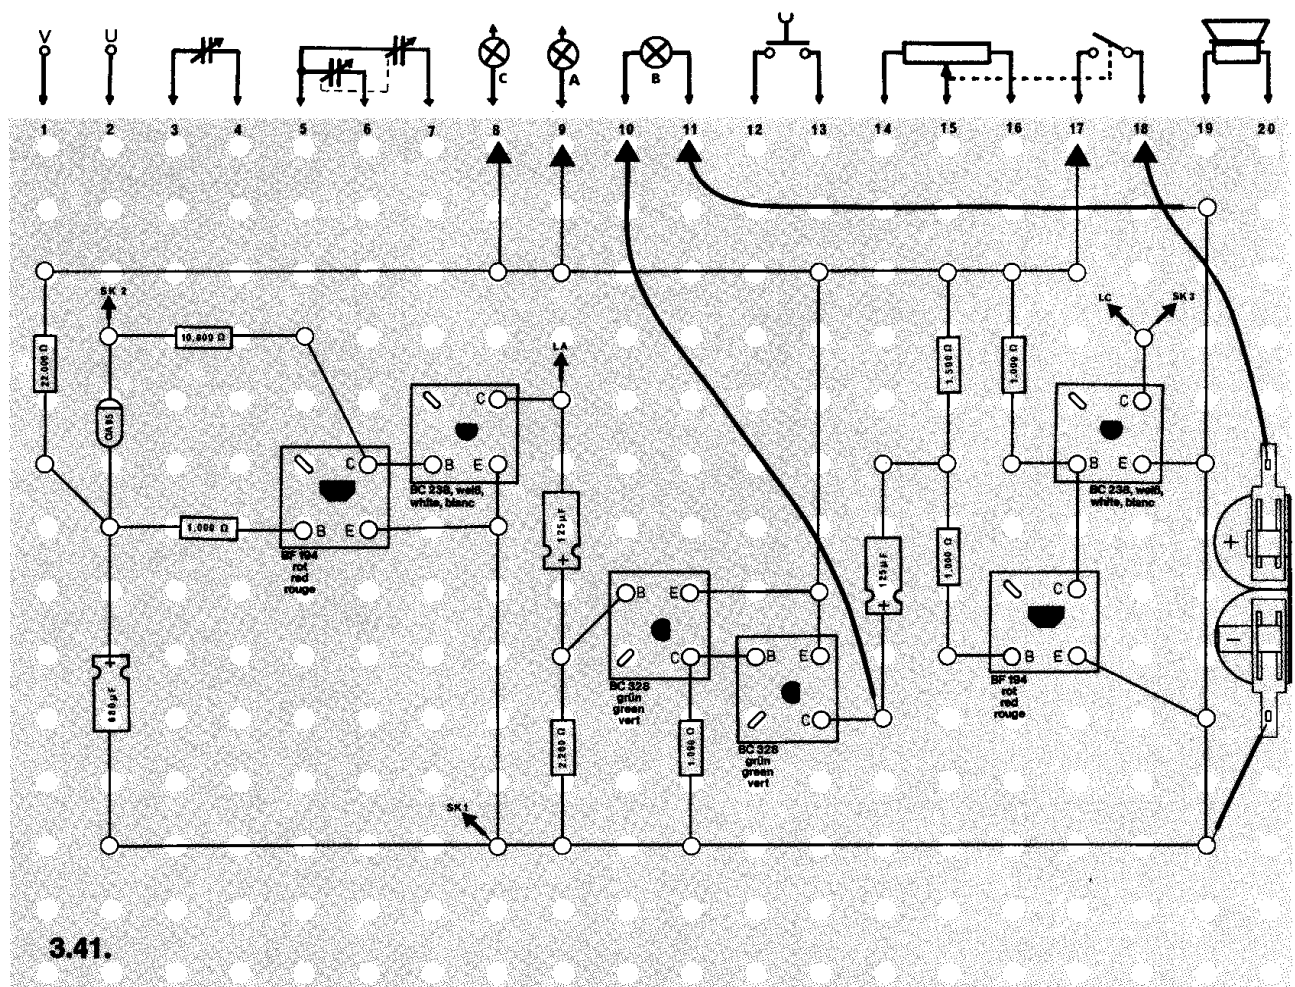 V U C A B
1 2 3 4 5 6 7 8 9 10 11 12 13 14 15 16 17 18 19 20
SK 2
LC SK 3
22.000 Ω
10.000 Ω
LA
1.500 Ω
1.000 Ω
OA 85
C
B E
BC 238, weiß,
white, blanc
C
B E
BC 238, weiß,
white, blanc
C
1.000 Ω
B E
BF 194
rot
red
rouge
125µF
+
125µF
+
1.000 Ω
+
-
B E
C
BC 328
grün
green
vert
B E
C
BC 328
grün
green
vert
C
B E
BF 194
rot
red
rouge
+
2.200 Ω
1.000 Ω
SK 1
3.41.